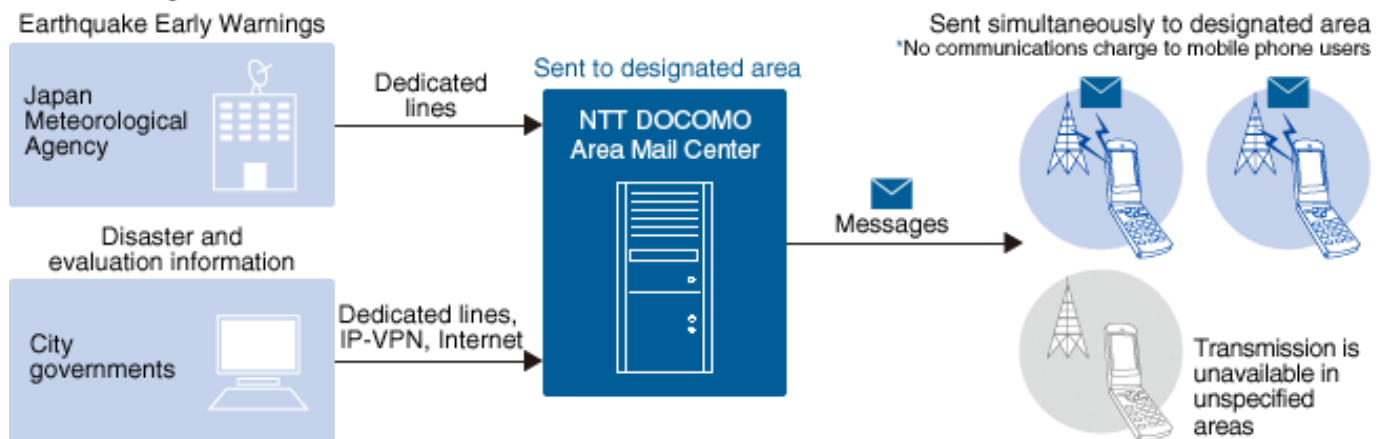 Earthquake Early Warnings
Japan
Meteorological
Agency
Dedicated
lines
Disaster and
evaluation information
City
governments
Dedicated lines,
IP-VPN, Internet
Sent to designated area
NTT DOCOMO
Area Mail Center
Messages
Sent simultaneously to designated area
*No communications charge to mobile phone users
Transmission is
unavailable in
unspecified
areas